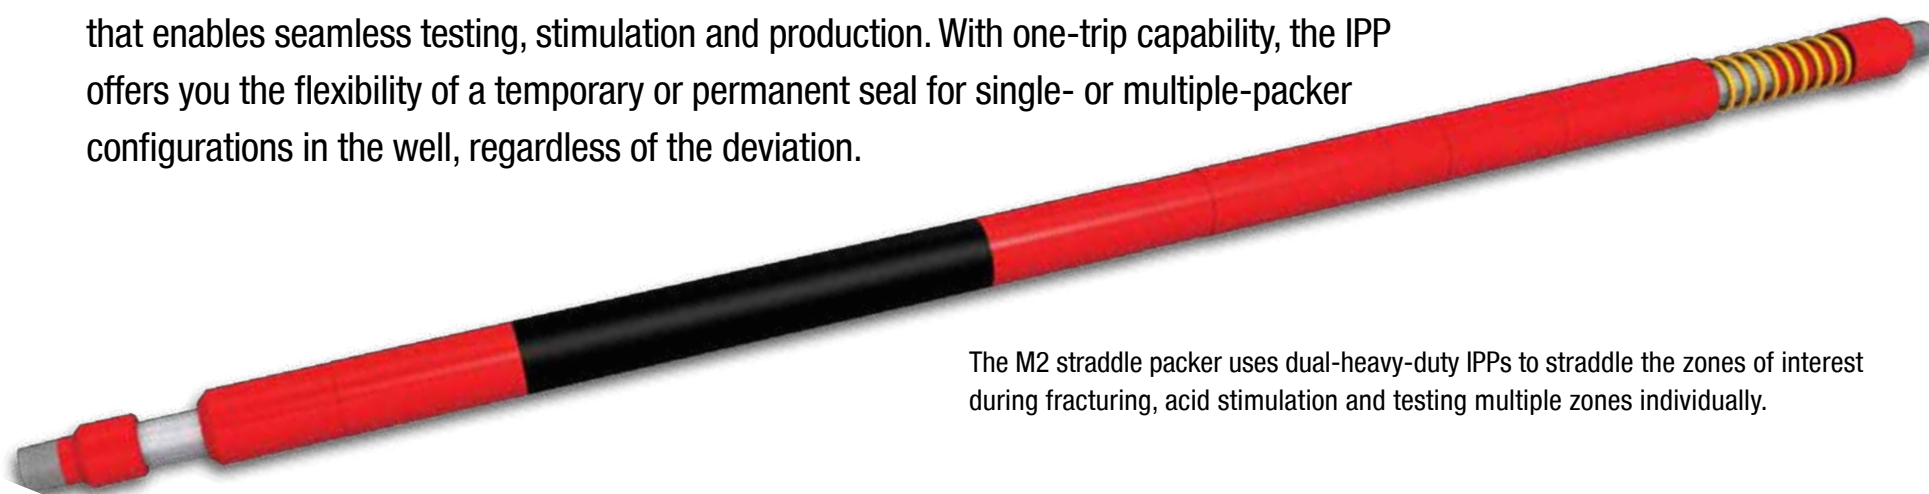 that enables seamless testing, stimulation and production. With one-trip capability, the IPP
offers you the flexibility of a temporary or permanent seal for single- or multiple-packer
configurations in the well, regardless of the deviation.
The M2 straddle packer uses dual-heavy-duty IPPs to straddle the zones of interest
during fracturing, acid stimulation and testing multiple zones individually.